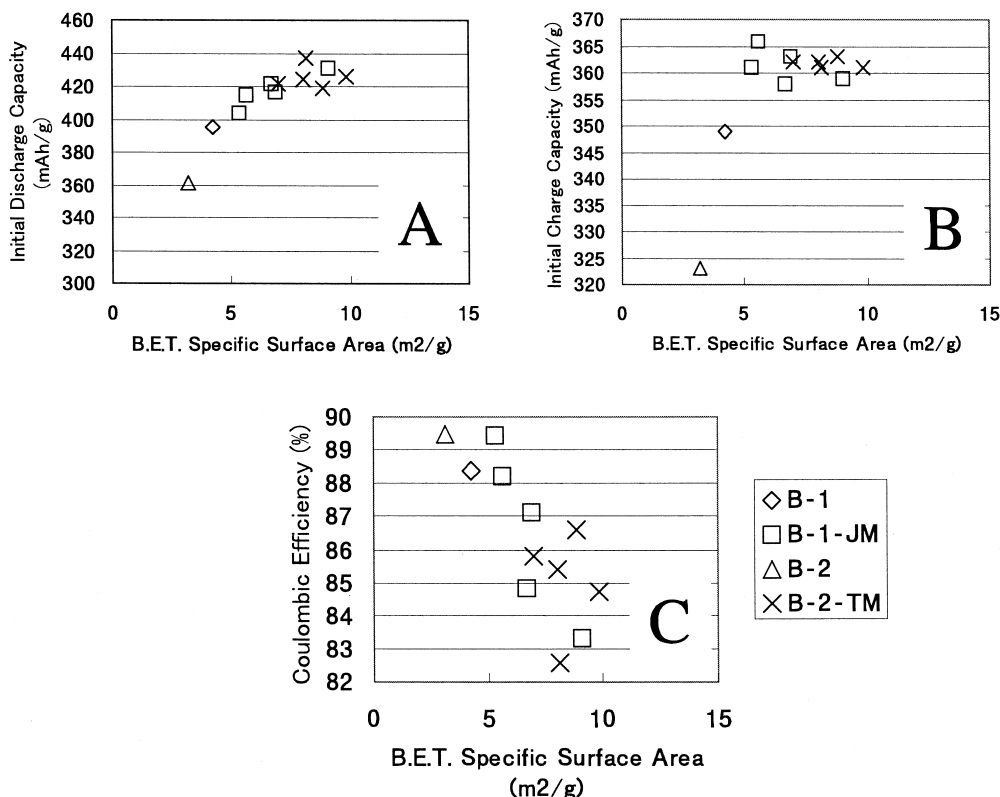 Initial Discharge Capacity
(mAh/g)
460
440
420
400
380
360
340
320
300
A
0 5 10 15
B.E.T. Specific Surface Area (m2/g)
Initial Charge Capacity (mAh/g)
370
365
360
355
350
345
340
335
330
325
320
B
0 5 10 15
B.E.T. Specific Surface Area (m2/g)
Coulombic Efficiency (%)
90
89
88
87
86
85
84
83
82
C
0 5 10 15
B.E.T. Specific Surface Area
(m2/g)
B-1
B-1-JM
B-2
B-2-TM